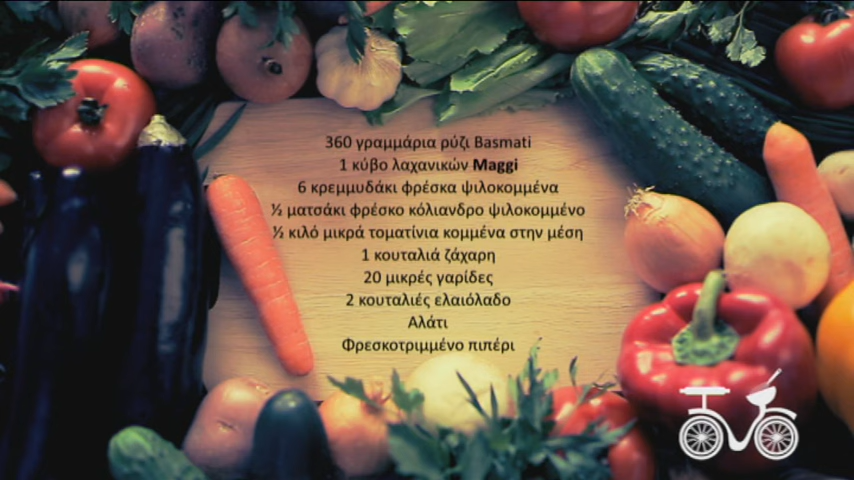 360 γραμμάρια ρύζι Basmati
1 κύβο λαχανικών Maggi
6 κρεμμυδάκι φρέσκα ψιλοκομμένα
½ ματσάκι φρέσκο κόλιανδρο ψιλοκομμένο
½ κιλό μικρά τοματίνια κομμένα στην μέση
1 κουταλιά ζάχαρη
20 μικρές γαρίδες
2 κουταλιές ελαιόλαδο
Αλάτι
Φρεσκοτριμμένο πιπέρι